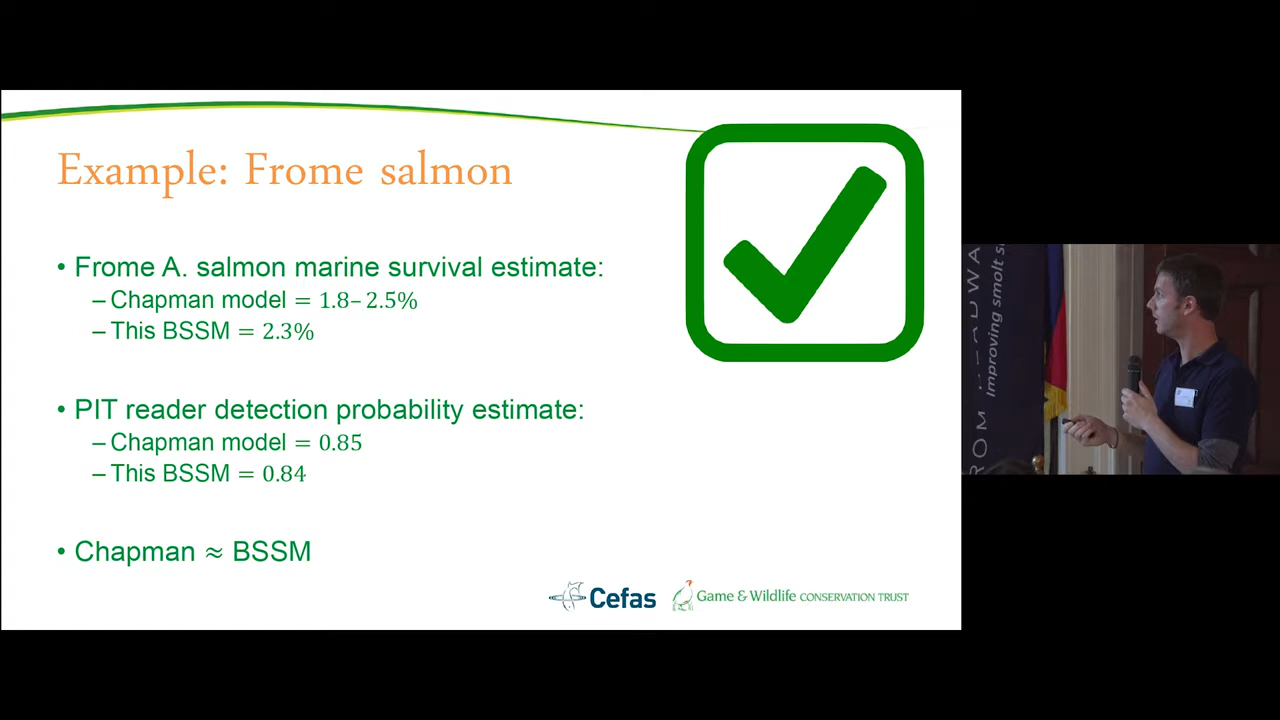 Example: Frome salmon
• Frome A. salmon marine survival estimate:
– Chapman model = 1.8–2.5%
– This BSSM = 2.3%
• PIT reader detection probability estimate:
– Chapman model = 0.85
– This BSSM = 0.84
• Chapman ≈ BSSM
Cefas
Game & Wildlife CONSERVATION TRUST
ROM
ADWA
Improving smolt s